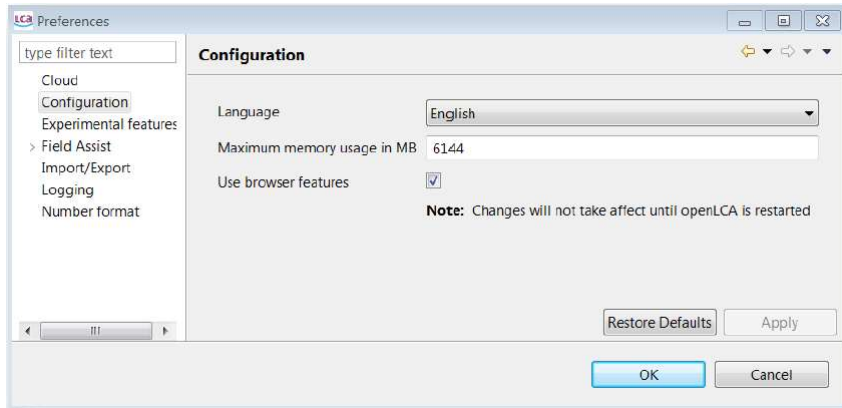 LCa Preferences
type filter text
Configuration
Cloud
Configuration
Experimental features
Field Assist
Import/Export
Logging
Number format
Language
English
Maximum memory usage in MB
6144
Use browser features
Note: Changes will not take affect until openLCA is restarted
Restore Defaults
Apply
OK
Cancel